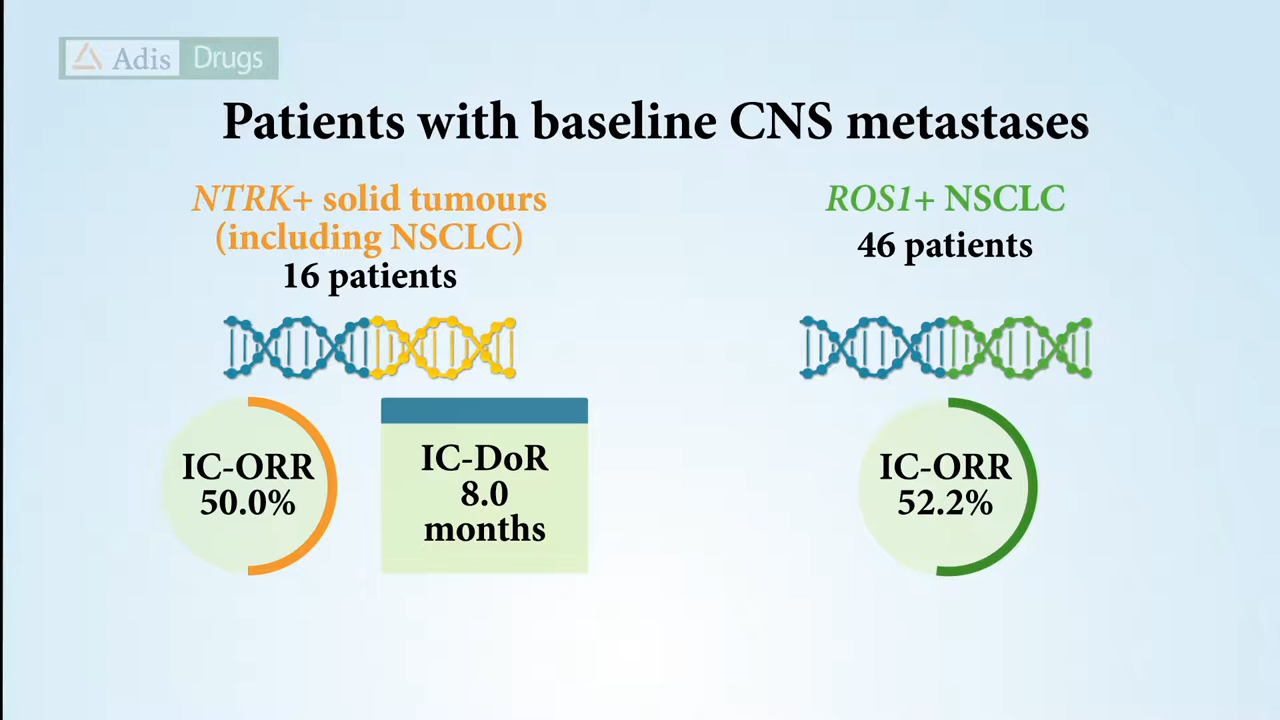 Adis Drugs
Patients with baseline CNS metastases
NTRK+ solid tumours
(including NSCLC)
16 patients
IC-ORR
50.0%
IC-DoR
8.0
months
ROS1+ NSCLC
46 patients
IC-ORR
52.2%